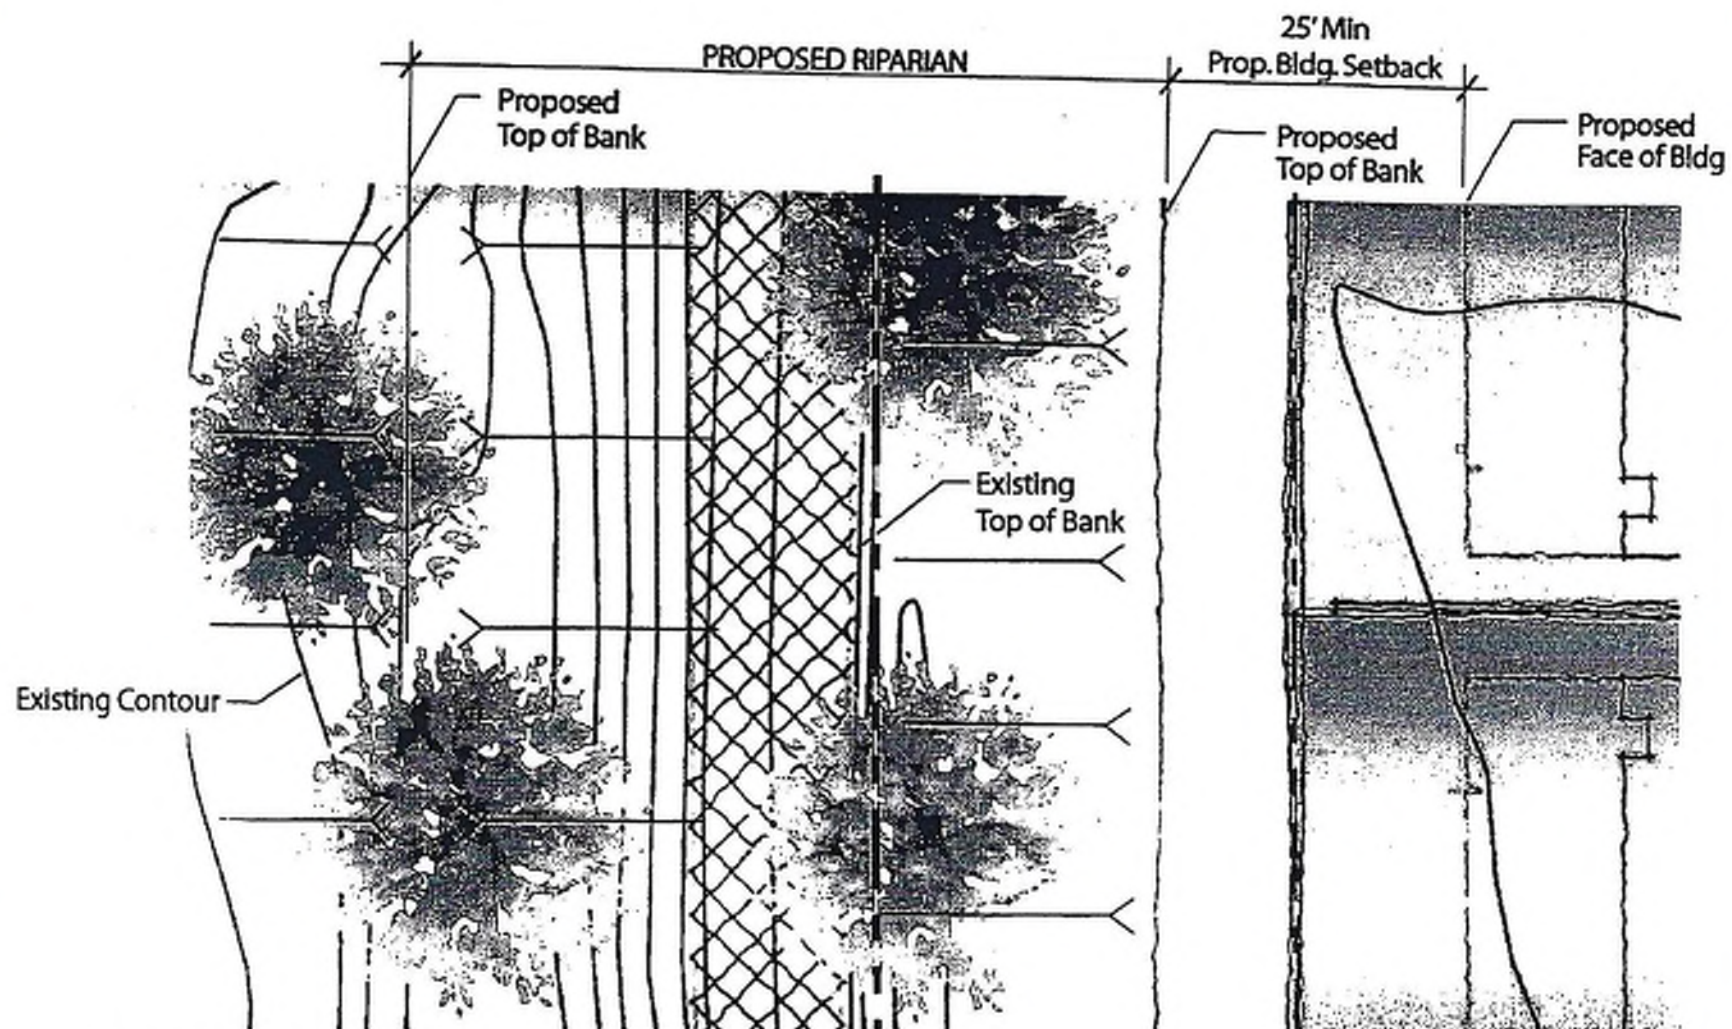 25' Min
PROPOSED RIPARIAN
Prop. Bldg. Setback
Proposed
Top of Bank
Proposed
Top of Bank
Proposed
Face of Bldg
Existing
Top of Bank
Existing Contour